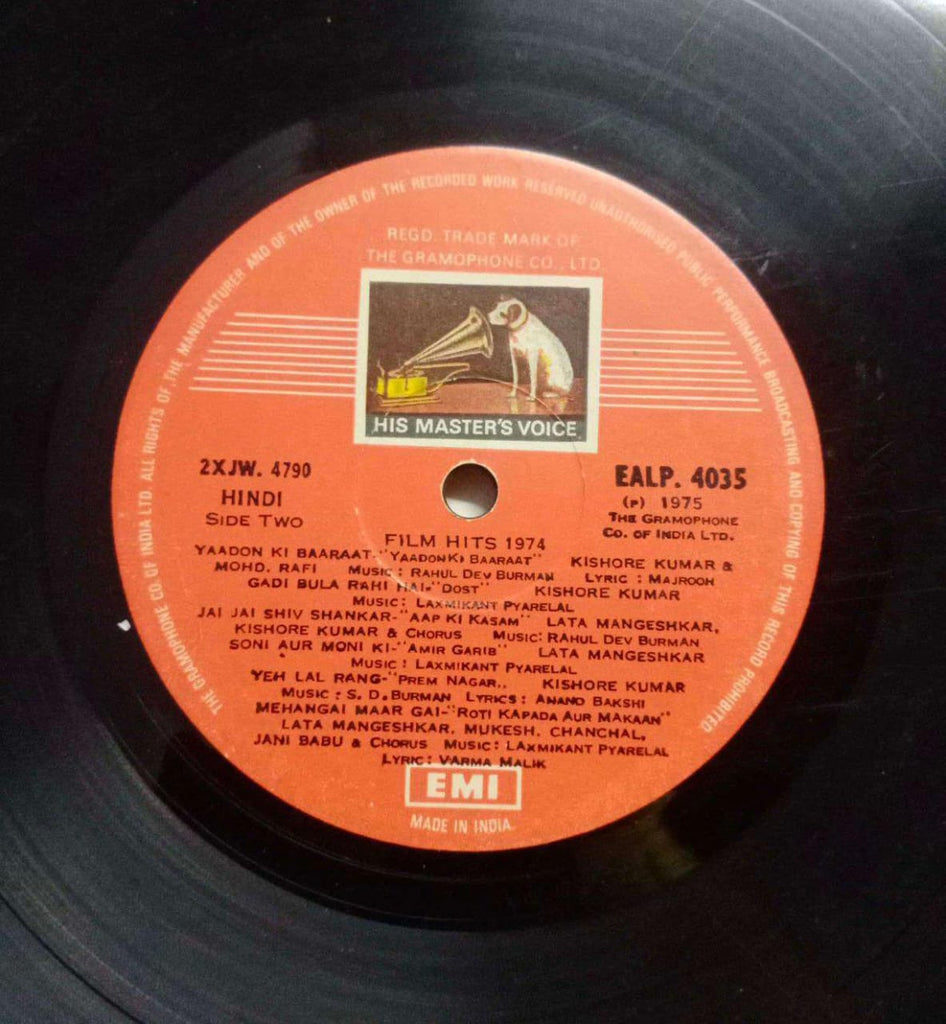 THE GRAMOPHONE CO. OF INDIA LTD. ALL RIGHTS OF THE MANUFACTURER AND OF THE OWNER OF THE RECORDED WORK RESERVED UNAUTHORISED PUBLIC PERFORMANCE BROADCASTING AND COPYING OF THIS RECORD PROHIBITED
REGD. TRADE MARK OF
THE GRAMOPHONE CO., LTD.
HIS MASTER'S VOICE
2XJW. 4790
HINDI
SIDE TWO
EALP. 4035
(P) 1975
THE GRAMOPHONE
CO. OF INDIA LTD.
FILM HITS 1974
YAADON KI BAARAAT-"YAADON KI BAARAAT" KISHORE KUMAR &
MOHD. RAFI MUSIC: RAHUL DEV BURMAN LYRIC: MAJROOH
GADI BULA RAHI HAI-"DOST" KISHORE KUMAR
MUSIC: LAXMIKANT PYARELAL
JAI JAI SHIV SHANKAR-"AAP KI KASAM" LATA MANGESHKAR,
KISHORE KUMAR & CHORUS MUSIC: RAHUL DEV BURMAN
SONI AUR MONI KI-"AMIR GARIB" LATA MANGESHKAR
MUSIC: LAXMIKANT PYARELAL
YEH LAL RANG-"PREM NAGAR,, KISHORE KUMAR
MUSIC: S. D. BURMAN LYRICS: ANAND BAKSHI
MEHANGAI MAAR GAI-"ROTI KAPADA AUR MAKAAN"
LATA MANGESHKAR, MUKESH, CHANCHAL,
JANI BABU & CHORUS MUSIC: LAXMIKANT PYARELAL
LYRIC: VARMA MALIK
EMI
MADE IN INDIA